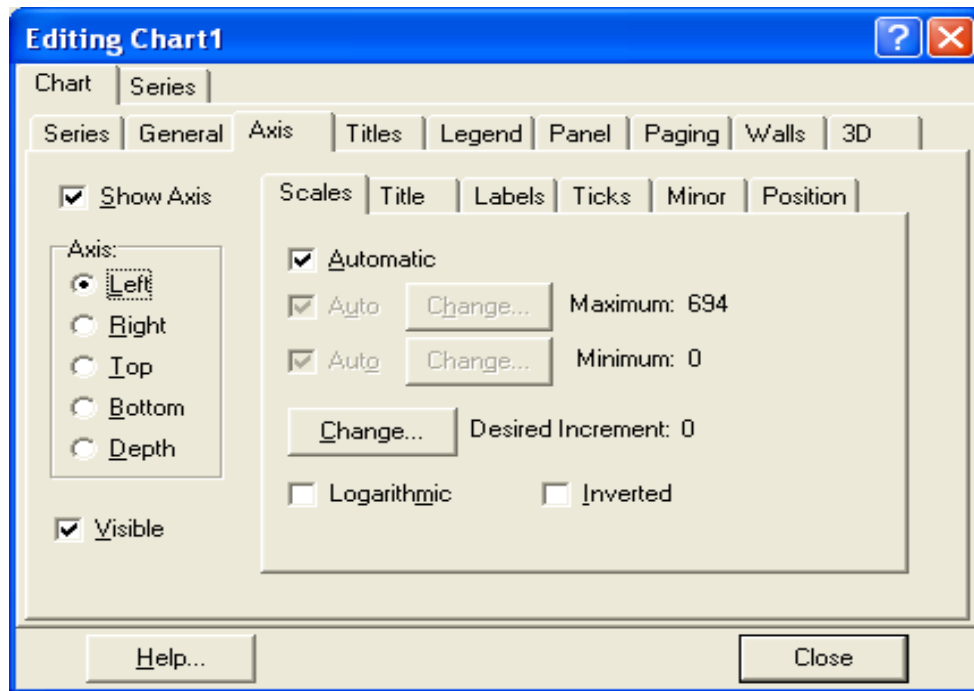 Editing Chart1
Chart Series
Series General Axis Titles Legend Panel Paging Walls 3D
Show Axis
Axis:
Left
Right
Top
Bottom
Depth
Visible
Scales Title Labels Ticks Minor Position
Automatic
Auto Change... Maximum: 694
Auto Change... Minimum: 0
Change... Desired Increment: 0
Logarithmic Inverted
Help... Close